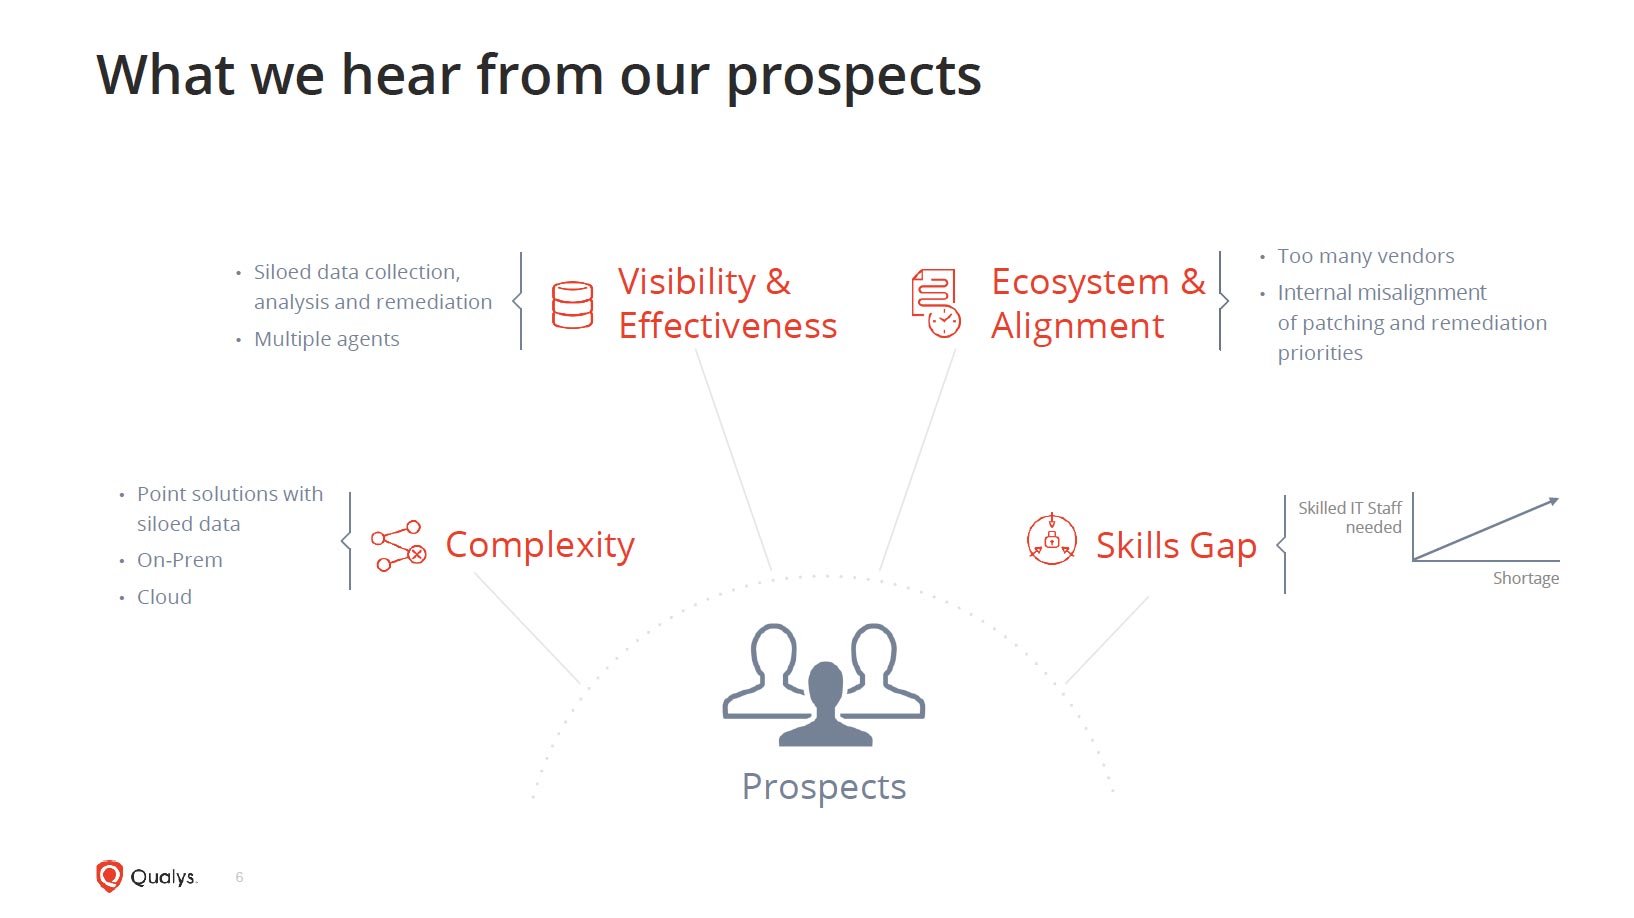 What we hear from our prospects
• Siloed data collection,
analysis and remediation
• Multiple agents
Visibility &
Effectiveness
Ecosystem &
Alignment
• Too many vendors
• Internal misalignment
of patching and remediation
priorities
• Point solutions with
siloed data
• On-Prem
• Cloud
Complexity
Skills Gap
Skilled IT Staff
needed
Shortage
Prospects
Qualys.
6